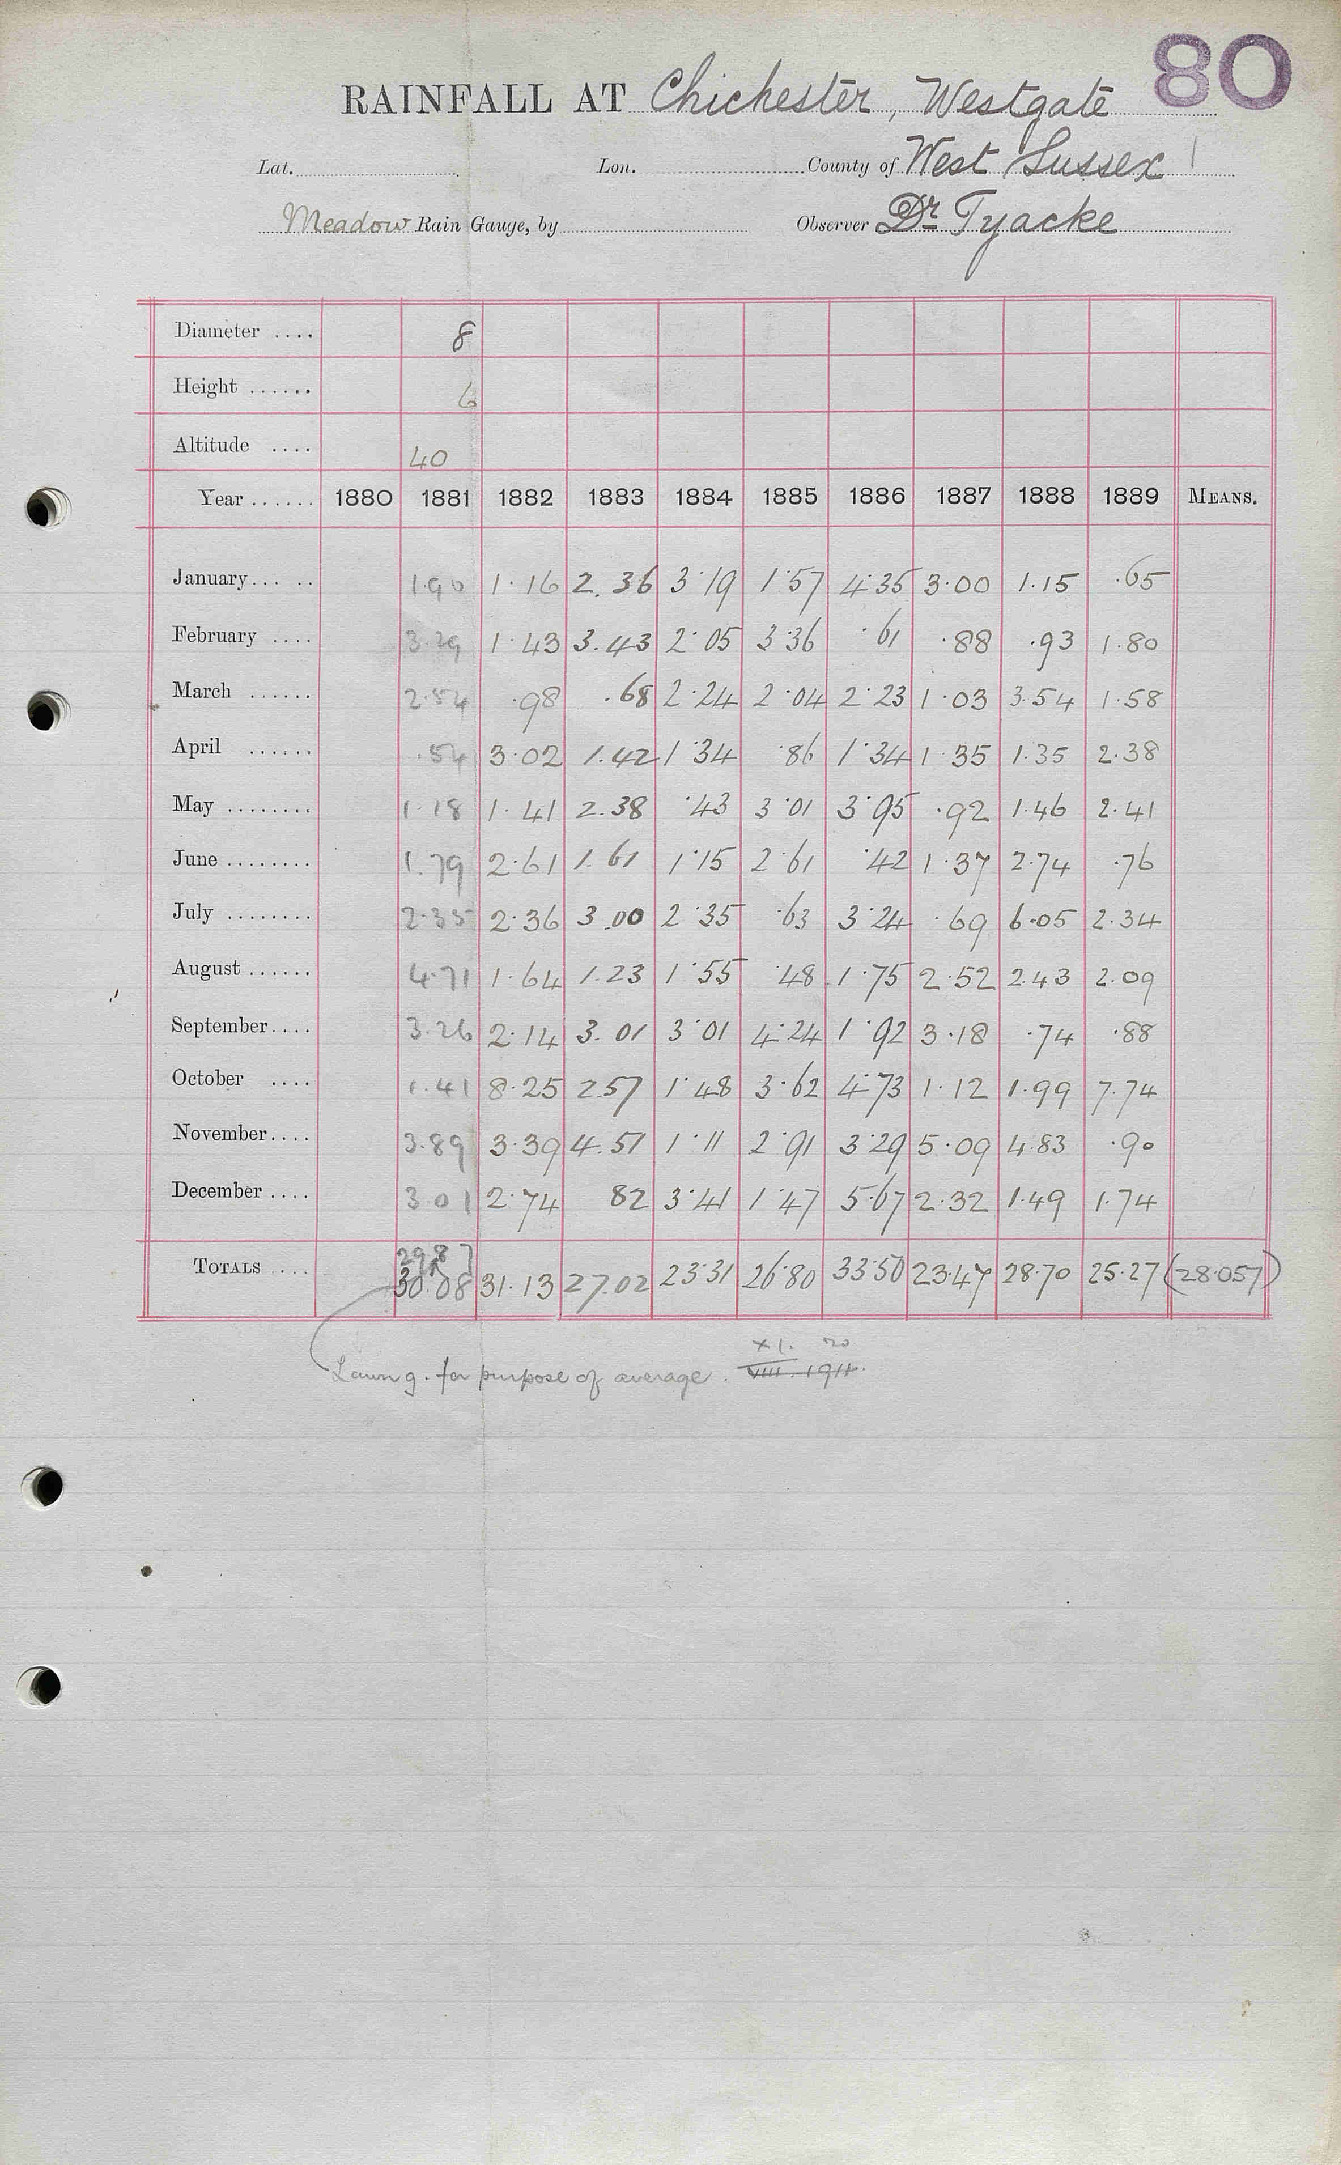 80
RAINFALL AT Chichester, Westgate
Lat. Lon. County of West Sussex
Meadow Rain Gauge, by Observer Dr Tyacke
Diameter .... 8
Height ...... 6
Altitude .... 40
Year ...... 1880 1881 1882 1883 1884 1885 1886 1887 1888 1889 MEANS.
January... .. 1.90 1.16 2.36 3.19 1.57 4.35 3.00 1.15 .65
February .... 3.29 1.43 3.43 2.05 3.36 .61 .88 .93 1.80
March ...... 2.54 .98 .68 2.24 2.04 2.23 1.03 3.54 1.58
April ...... .54 3.02 1.42 1.34 .86 1.34 1.35 1.35 2.38
May ........ 1.18 1.41 2.38 .43 3.01 3.95 .92 1.46 2.41
June ........ 1.79 2.61 1.61 1.15 2.61 .42 1.37 2.74 .76
July ........ 2.35 2.36 3.00 2.35 .63 3.24 .69 6.05 2.34
August ...... 4.71 1.64 1.23 1.55 .48 1.75 2.52 2.43 2.09
September.... 3.26 2.14 3.01 3.01 4.24 1.92 3.18 .74 .88
October .... 1.41 8.25 2.57 1.48 3.62 4.73 1.12 1.99 7.74
November.... 3.89 3.39 4.51 1.11 2.91 3.29 5.09 4.83 .90
December .... 3.01 2.74 82 3.41 1.47 5.67 2.32 1.49 1.74
TOTALS .... 30.08 31.13 27.02 23.31 26.80 33.50 23.47 28.70 25.27 (28.057)
XI. 20
Lawn g. for purpose of average. VIII. 1911.